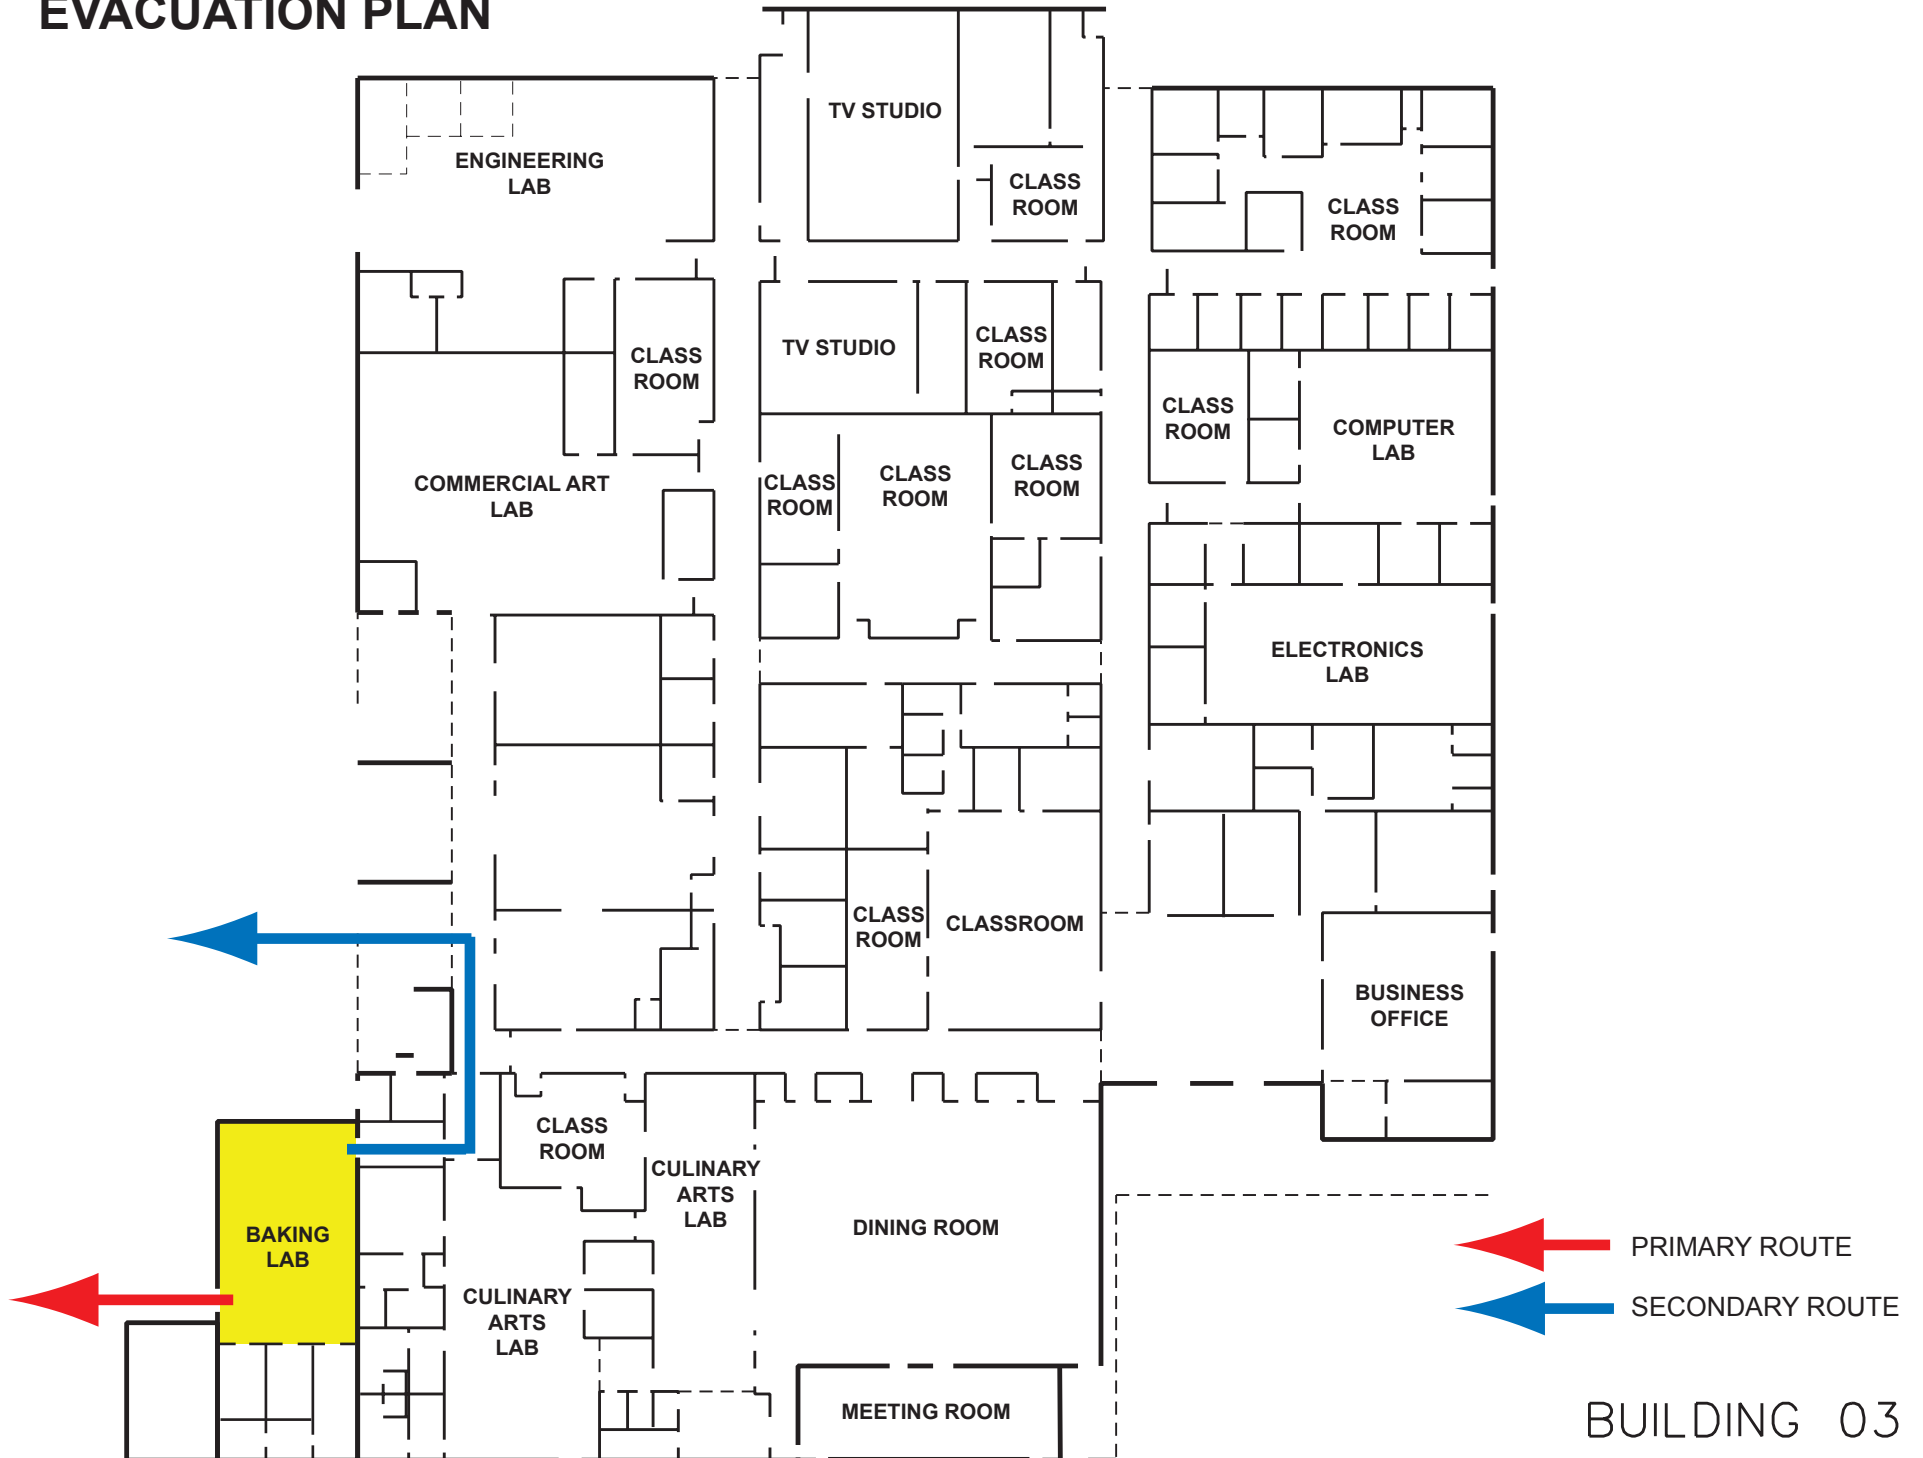 EVACUATION PLAN
TV STUDIO
ENGINEERING
LAB
CLASS
ROOM
CLASS
ROOM
TV STUDIO
CLASS
ROOM
CLASS
ROOM
CLASS
ROOM
COMPUTER
LAB
COMMERCIAL ART
LAB
CLASS
ROOM
CLASS
ROOM
CLASS
ROOM
ELECTRONICS
LAB
CLASS
ROOM
CLASSROOM
BUSINESS
OFFICE
CLASS
ROOM
CULINARY
ARTS
LAB
DINING ROOM
BAKING
LAB
CULINARY
ARTS
LAB
MEETING ROOM
PRIMARY ROUTE
SECONDARY ROUTE
BUILDING 03